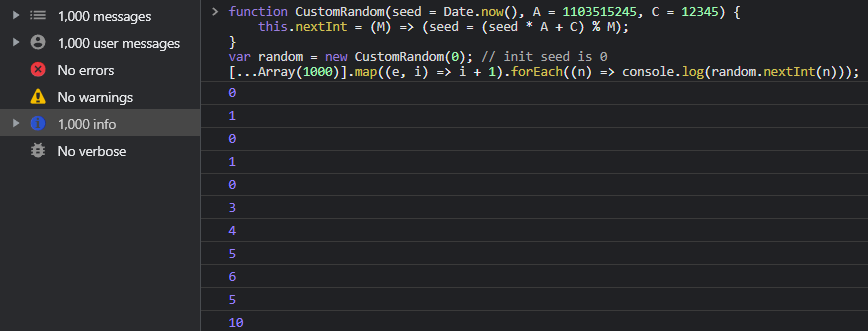 1,000 messages
1,000 user messages
No errors
No warnings
1,000 info
No verbose
> function CustomRandom(seed = Date.now(), A = 1103515245, C = 12345) {
    this.nextInt = (M) => (seed = (seed * A + C) % M);
}
var random = new CustomRandom(0); // init seed is 0
[...Array(1000)].map((e, i) => i + 1).forEach((n) => console.log(random.nextInt(n)));
0
1
0
1
0
3
4
5
6
5
10